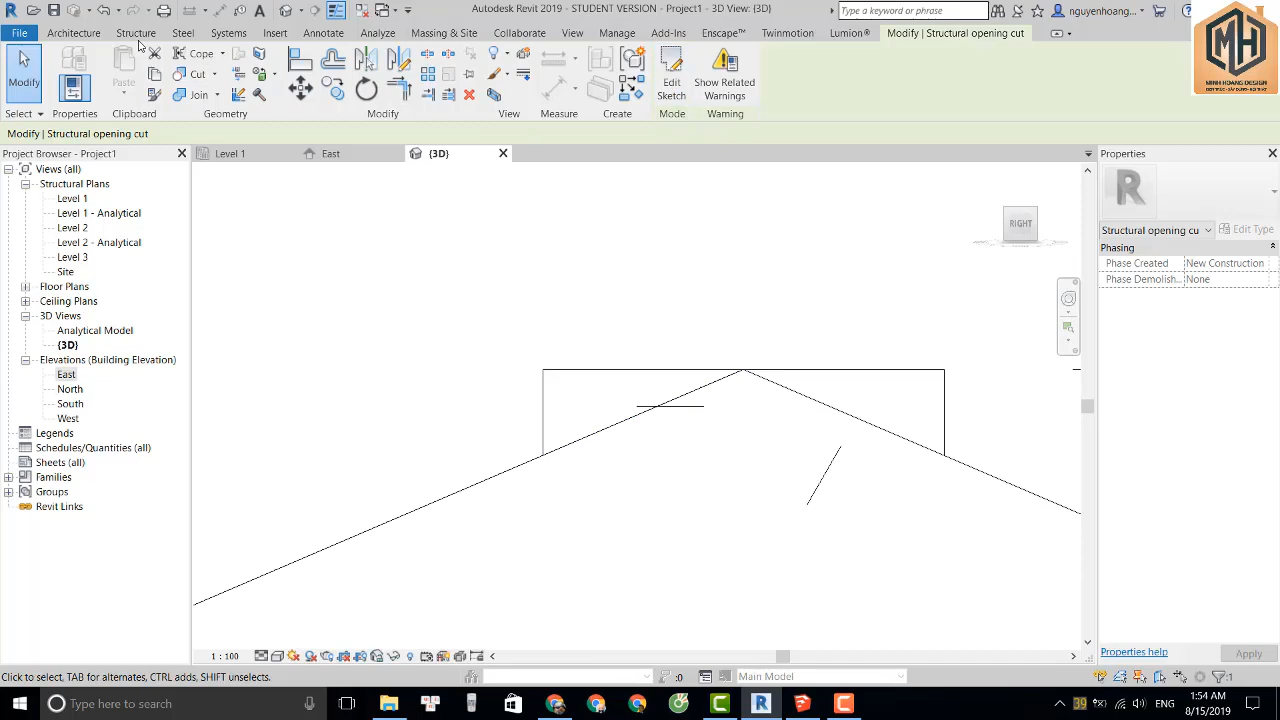 Autodesk Revit 2019 - STUDENT VERSION - Project1 - 3D View: {3D}
Type a keyword or phrase
nguyenhoang...
MH
MINH HOANG DESIGN
File Architecture Structure Steel Systems Insert Annotate Analyze Massing & Site Collaborate View Manage Add-Ins Enscape™ Twinmotion Lumion® Modify | Structural opening cut
Modify
Paste
Cope
Cut
Join
Edit Sketch
Show Related Warnings
Select Properties Clipboard Geometry Modify View Measure Create Mode Warning
Modify | Structural opening cut
Project Browser - Project1
Level 1
East
{3D}
Properties
Views (all)
Structural Plans
Level 1
Level 1 - Analytical
Level 2
Level 2 - Analytical
Level 3
Site
Floor Plans
Ceiling Plans
3D Views
Analytical Model
{3D}
Elevations (Building Elevation)
East
North
South
West
Legends
Schedules/Quantities (all)
Sheets (all)
Families
Groups
Revit Links
RIGHT
R
Structural opening cu
Edit Type
Phasing
Phase Created New Construction
Phase Demolish... None
1 : 100
Properties help
Apply
Click to select, TAB for alternates, CTRL adds, SHIFT unselects.
:0
Main Model
:1
Type here to search
39
ENG
1:54 AM
8/15/2019